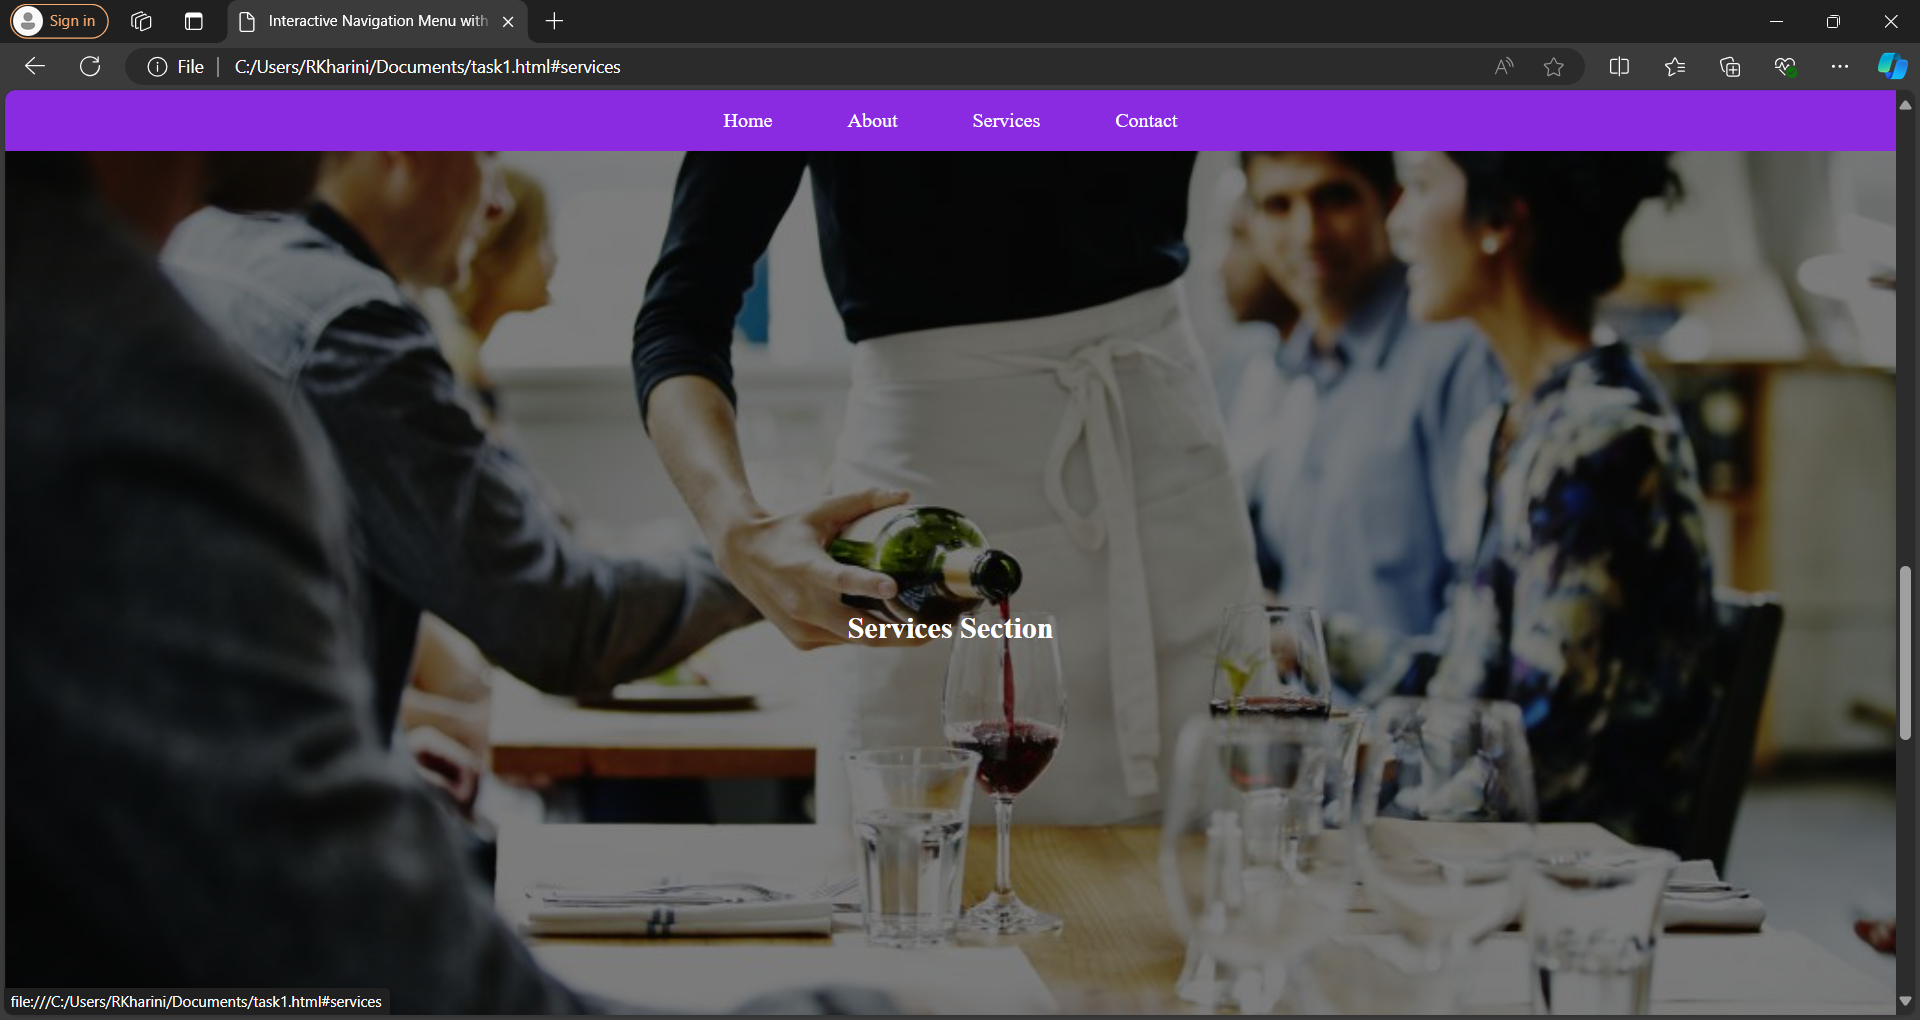 Sign in
Interactive Navigation Menu with
File
C:/Users/RKharini/Documents/task1.html#services
Home
About
Services
Contact
Services Section
file:///C:/Users/RKharini/Documents/task1.html#services